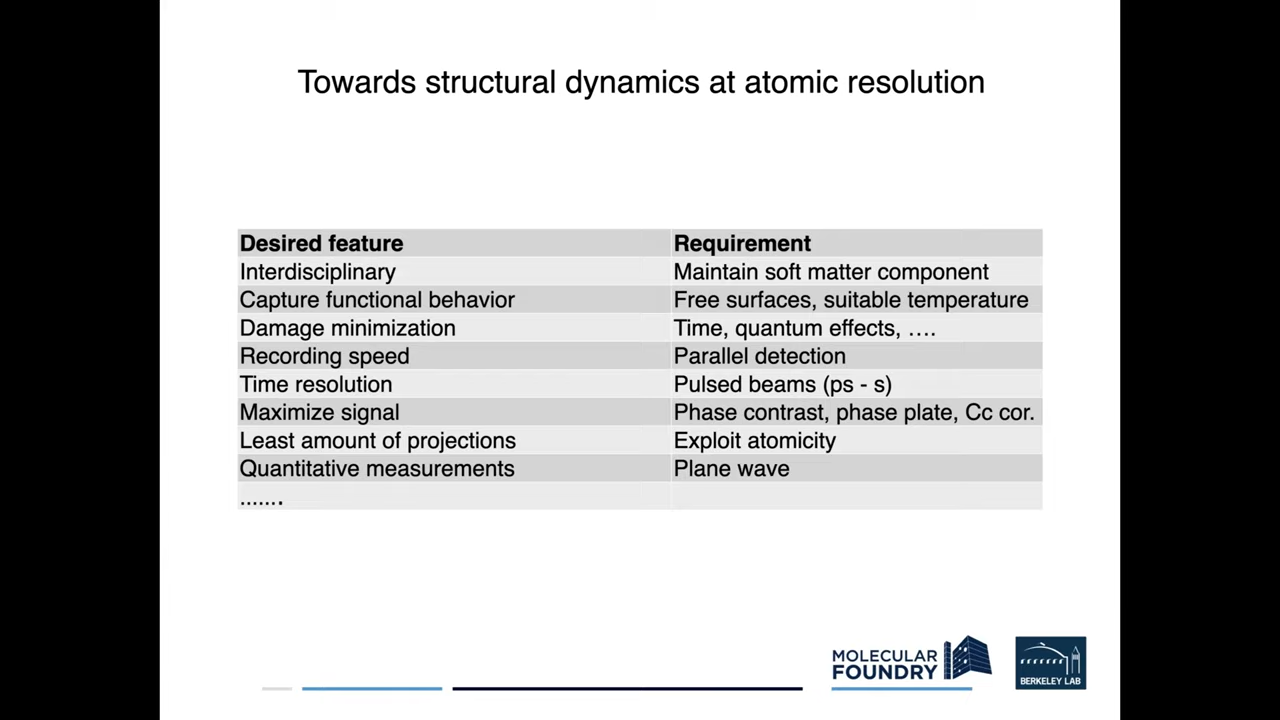 Towards structural dynamics at atomic resolution
Desired feature Requirement
Interdisciplinary Maintain soft matter component
Capture functional behavior Free surfaces, suitable temperature
Damage minimization Time, quantum effects, ….
Recording speed Parallel detection
Time resolution Pulsed beams (ps - s)
Maximize signal Phase contrast, phase plate, Cc cor.
Least amount of projections Exploit atomicity
Quantitative measurements Plane wave
.......
MOLECULAR
FOUNDRY
BERKELEY LAB